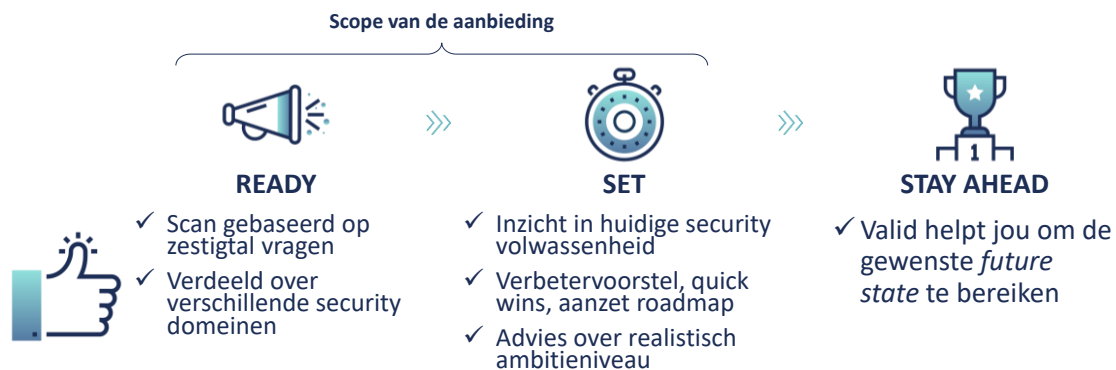 Scope van de aanbieding
READY
✓ Scan gebaseerd op
zestigtal vragen
✓ Verdeeld over
verschillende security
domeinen
SET
✓ Inzicht in huidige security
volwassenheid
✓ Verbetervoorstel, quick
wins, aanzet roadmap
✓ Advies over realistisch
ambitieniveau
1
STAY AHEAD
✓ Valid helpt jou om de
gewenste future
state te bereiken